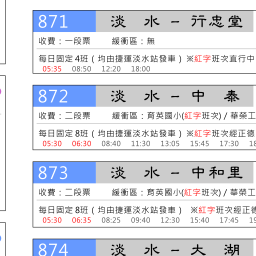 871 淡 水 – 行忠堂
收費：一段票 緩衝區：無
每日固定 4班 ( 均由捷運淡水站發車 ) ※紅字班次直行中
05:35 08:50 12:20 18:00
872 淡 水 – 中 泰
收費：二段票 緩衝區：育英國小(紅字班次) / 華榮工
每日固定 8班 ( 均由捷運淡水站發車 ) ※紅字班次經正德
05:30 06:30 08:40 11:30 13:05 15:45 17:30 18
873 淡 水 – 中和里
收費：二段票 緩衝區：育英國小(紅字班次) / 華榮工
每日固定 8班 ( 均由捷運淡水站發車 ) ※紅字班次經正德
05:30 06:35 08:25 09:40 12:30 15:40 17:45 19
874 淡 水 – 大 湖